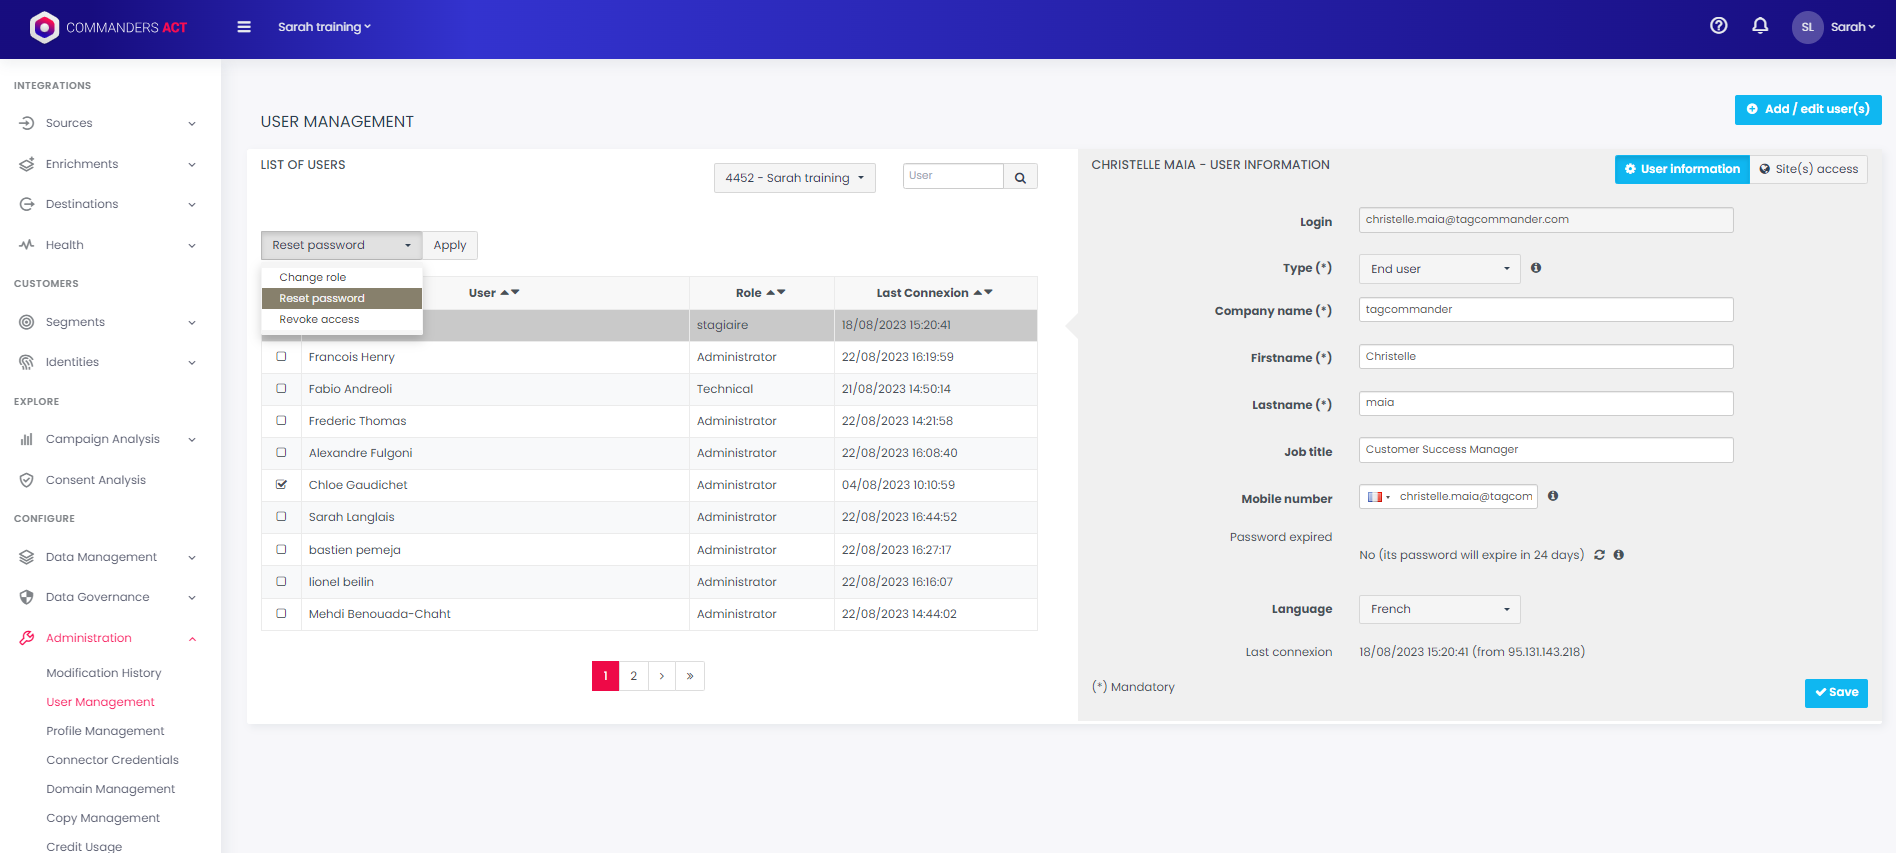 COMMANDERS ACT
Sarah training
SL
Sarah
INTEGRATIONS
Sources
Enrichments
Destinations
Health
CUSTOMERS
Segments
Identities
EXPLORE
Campaign Analysis
Consent Analysis
CONFIGURE
Data Management
Data Governance
Administration
Modification History
User Management
Profile Management
Connector Credentials
Domain Management
Copy Management
Credit Usage
USER MANAGEMENT
Add / edit user(s)
LIST OF USERS
4452 - Sarah training
User
Reset password
Apply
Change role
Reset password
Revoke access
User Role Last Connexion
stagiaire 18/08/2023 15:20:41
Francois Henry Administrator 22/08/2023 16:19:59
Fabio Andreoli Technical 21/08/2023 14:50:14
Frederic Thomas Administrator 22/08/2023 14:21:58
Alexandre Fulgoni Administrator 22/08/2023 16:08:40
Chloe Gaudichet Administrator 04/08/2023 10:10:59
Sarah Langlais Administrator 22/08/2023 16:44:52
bastien pemeja Administrator 22/08/2023 16:27:17
lionel beilin Administrator 22/08/2023 16:16:07
Mehdi Benouada-Chaht Administrator 22/08/2023 14:44:02
1 2 › »
CHRISTELLE MAIA - USER INFORMATION
User information
Site(s) access
Login christelle.maia@tagcommander.com
Type (*) End user
Company name (*) tagcommander
Firstname (*) Christelle
Lastname (*) maia
Job title Customer Success Manager
Mobile number christelle.maia@tagcom
Password expired
No (its password will expire in 24 days)
Language French
Last connexion 18/08/2023 15:20:41 (from 95.131.143.218)
(*) Mandatory
Save